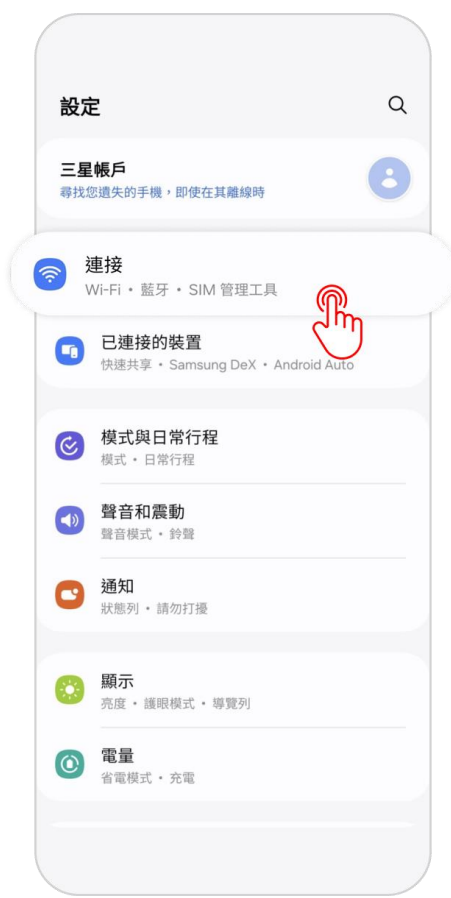 設定
三星帳戶
尋找您遺失的手機，即使在其離線時
連接
Wi-Fi • 藍牙 • SIM 管理工具
已連接的裝置
快速共享 • Samsung DeX • Android Auto
模式與日常行程
模式 • 日常行程
聲音和震動
聲音模式 • 鈴聲
通知
狀態列 • 請勿打擾
顯示
亮度 • 護眼模式 • 導覽列
電量
省電模式 • 充電